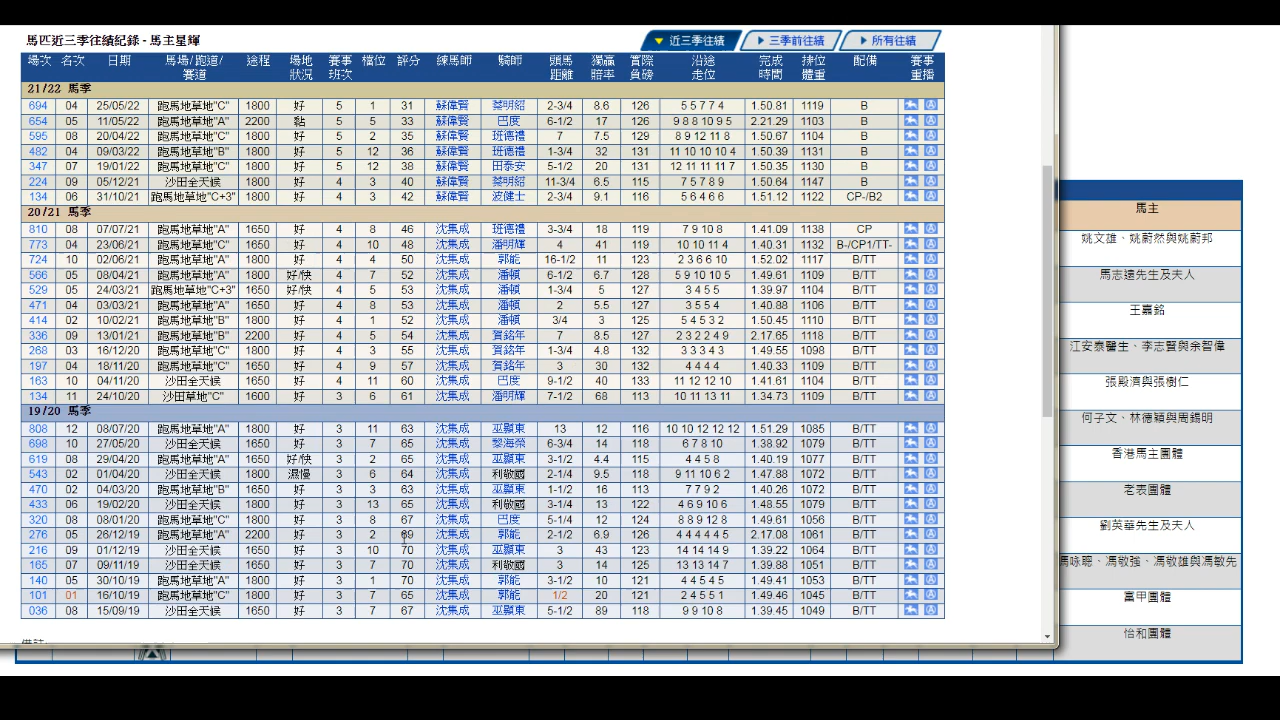 馬匹近三季往績紀錄 - 馬主星輝
近三季往績 三季前往績 所有往績
場次 名次 日期 馬場/跑道/賽道 途程 場地狀況 賽事班次 檔位 評分 練馬師 騎師 頭馬距離 獨贏賠率 實際負磅 沿途走位 完成時間 排位體重 配備 賽事重播
21/22 馬季
694 04 25/05/22 跑馬地草地"C" 1800 好 5 1 31 蘇偉賢 蔡明紹 2-3/4 8.6 126 5 5 7 7 4 1.50.81 1119 B
654 05 11/05/22 跑馬地草地"A" 2200 黏 5 5 33 蘇偉賢 巴度 6-1/2 17 126 9 8 8 10 9 5 2.21.29 1103 B
595 08 20/04/22 跑馬地草地"C" 1800 好 5 2 35 蘇偉賢 班德禮 7 7.5 129 8 9 12 11 8 1.50.67 1104 B
482 04 09/03/22 跑馬地草地"B" 1800 好 5 12 36 蘇偉賢 班德禮 1-3/4 32 131 11 10 10 10 4 1.50.39 1131 B
347 07 19/01/22 跑馬地草地"C" 1800 好 5 12 38 蘇偉賢 田泰安 5-1/2 20 131 12 11 11 11 7 1.50.35 1130 B
224 09 05/12/21 沙田全天候 1800 好 4 3 40 蘇偉賢 蔡明紹 11-3/4 6.5 115 7 5 7 8 9 1.50.64 1147 B
134 06 31/10/21 跑馬地草地"C+3" 1800 好 4 3 42 蘇偉賢 波健士 2-3/4 9.1 116 5 6 4 6 6 1.51.12 1122 CP-/B2
20/21 馬季
810 08 07/07/21 跑馬地草地"A" 1650 好 4 8 46 沈集成 班德禮 3-3/4 18 119 7 9 10 8 1.41.09 1138 CP
773 04 23/06/21 跑馬地草地"C" 1650 好 4 10 48 沈集成 潘明輝 4 41 119 10 10 11 4 1.40.31 1132 B-/CP1/TT-
724 10 02/06/21 跑馬地草地"A" 1800 好 4 4 50 沈集成 郭能 16-1/2 11 123 2 3 6 6 10 1.52.02 1117 B/TT
566 05 08/04/21 跑馬地草地"A" 1800 好/快 4 7 52 沈集成 潘頓 6-1/2 6.7 128 5 9 10 10 5 1.49.61 1109 B/TT
529 05 24/03/21 跑馬地草地"C+3" 1650 好/快 4 5 53 沈集成 潘頓 1-3/4 5 127 3 4 5 5 1.39.97 1104 B/TT
471 04 03/03/21 跑馬地草地"A" 1650 好 4 8 53 沈集成 潘頓 2 5.5 127 3 5 5 4 1.40.88 1106 B/TT
414 02 10/02/21 跑馬地草地"B" 1800 好 4 1 52 沈集成 潘頓 3/4 3 125 5 4 5 3 2 1.50.45 1110 B/TT
336 09 13/01/21 跑馬地草地"B" 2200 好 4 5 54 沈集成 賀銘年 7 8.5 127 2 3 2 2 4 9 2.17.65 1118 B/TT
268 03 16/12/20 跑馬地草地"C" 1800 好 4 3 55 沈集成 賀銘年 1-3/4 4.8 132 3 3 3 4 3 1.49.55 1098 B/TT
197 04 18/11/20 跑馬地草地"C" 1650 好 4 9 57 沈集成 賀銘年 3 30 132 4 4 4 4 1.40.33 1109 B/TT
163 10 04/11/20 沙田全天候 1650 好 4 11 60 沈集成 巴度 9-1/2 40 133 11 12 12 10 1.41.61 1104 B/TT
134 11 24/10/20 沙田草地"C" 1600 好 3 6 61 沈集成 潘明輝 7-1/2 68 113 10 11 13 11 1.34.73 1109 B/TT
19/20 馬季
808 12 08/07/20 跑馬地草地"A" 1800 好 3 11 63 沈集成 巫顯東 13 12 116 10 10 12 12 12 1.51.29 1085 B/TT
698 10 27/05/20 沙田全天候 1650 好 3 7 65 沈集成 黎海榮 6-3/4 14 118 6 7 8 10 1.38.92 1079 B/TT
619 08 29/04/20 跑馬地草地"A" 1650 好/快 3 2 65 沈集成 巫顯東 3-1/2 4.4 115 4 4 5 8 1.40.19 1077 B/TT
543 02 01/04/20 沙田全天候 1800 濕慢 3 6 64 沈集成 利敬國 2-1/4 9.5 118 9 11 10 6 2 1.47.88 1072 B/TT
470 02 04/03/20 跑馬地草地"B" 1650 好 3 3 63 沈集成 巫顯東 1-1/2 16 113 7 7 9 2 1.40.26 1072 B/TT
433 06 19/02/20 沙田全天候 1650 好 3 13 65 沈集成 利敬國 3-1/4 13 122 4 6 9 10 6 1.48.55 1079 B/TT
320 08 08/01/20 跑馬地草地"C" 1800 好 3 8 67 沈集成 巴度 5-1/4 12 124 8 8 9 12 8 1.49.61 1056 B/TT
276 05 26/12/19 跑馬地草地"A" 2200 好 3 2 69 沈集成 郭能 2-1/2 6.9 126 4 4 4 4 4 5 2.17.08 1061 B/TT
216 09 01/12/19 沙田全天候 1650 好 3 10 70 沈集成 巫顯東 3 43 123 14 14 14 9 1.39.22 1064 B/TT
165 07 09/11/19 沙田全天候 1650 好 3 1 70 沈集成 利敬國 3 14 125 13 13 14 7 1.39.88 1051 B/TT
140 05 30/10/19 跑馬地草地"A" 1800 好 3 1 70 沈集成 郭能 3-1/2 10 121 4 4 5 4 5 1.49.41 1053 B/TT
101 01 16/10/19 跑馬地草地"C" 1800 好 3 7 65 沈集成 郭能 1/2 20 121 2 4 5 5 1 1.49.46 1045 B/TT
036 08 15/09/19 沙田全天候 1650 好 3 7 67 沈集成 巫顯東 5-1/2 89 118 9 9 10 8 1.39.45 1049 B/TT
馬主
姚文雄、姚蔚然與姚蔚邦
馬志遠先生及夫人
王嘉銘
江安泰醫生、李志賢與余智偉
張殿濱與張樹仁
何子文、林德穎與周錫明
香港馬主團體
老表團體
劉英華先生及夫人
馮詠聰、馮敬強、馮敬雄與馮敏先
富甲團體
怡和團體